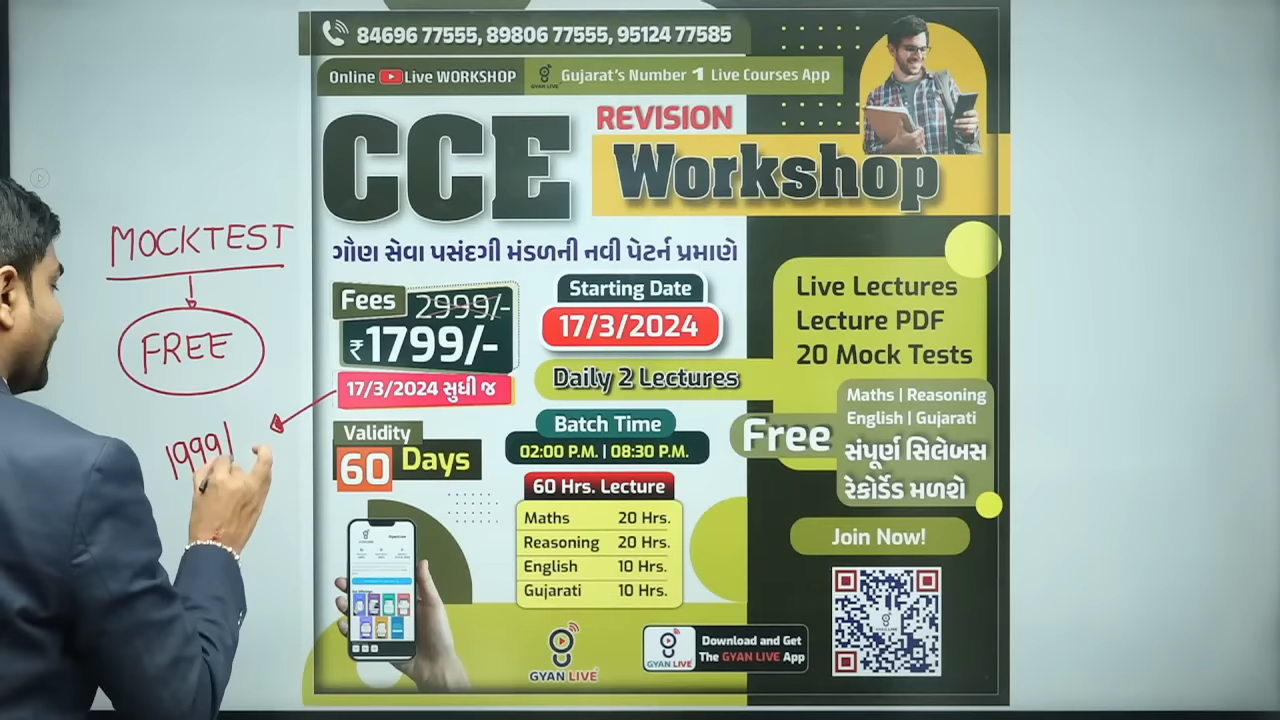 84696 77555, 89806 77555, 95124 77585
Online Live WORKSHOP
GYAN LIVE
Gujarat's Number 1 Live Courses App
CCE
REVISION
Workshop
ગૌણ સેવા પસંદગી મંડળની નવી પેટર્ન પ્રમાણે
MOCKTEST
FREE
1999/
Fees 2999/-
₹1799/-
17/3/2024 સુધી જ
Starting Date
17/3/2024
Daily 2 Lectures
Live Lectures
Lecture PDF
20 Mock Tests
Validity
60 Days
Batch Time
02:00 P.M. | 08:30 P.M.
Free
Maths | Reasoning
English | Gujarati
સંપૂર્ણ સિલેબસ
રેકોર્ડેડ મળશે
60 Hrs. Lecture
Maths 20 Hrs.
Reasoning 20 Hrs.
English 10 Hrs.
Gujarati 10 Hrs.
Join Now!
GYAN LIVE
GYAN LIVE
Download and Get
The GYAN LIVE App